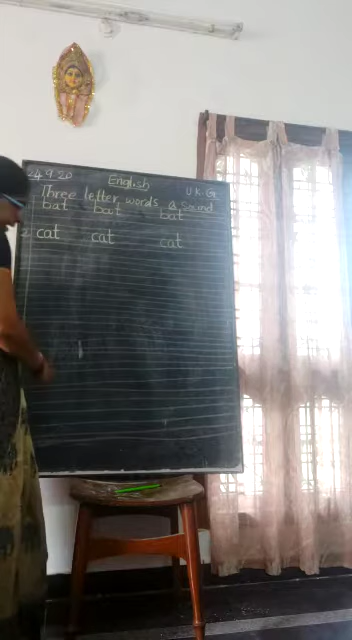 24.9.20 English U.K.G
Three letter words a Sound
bat bat bat
2 cat cat cat